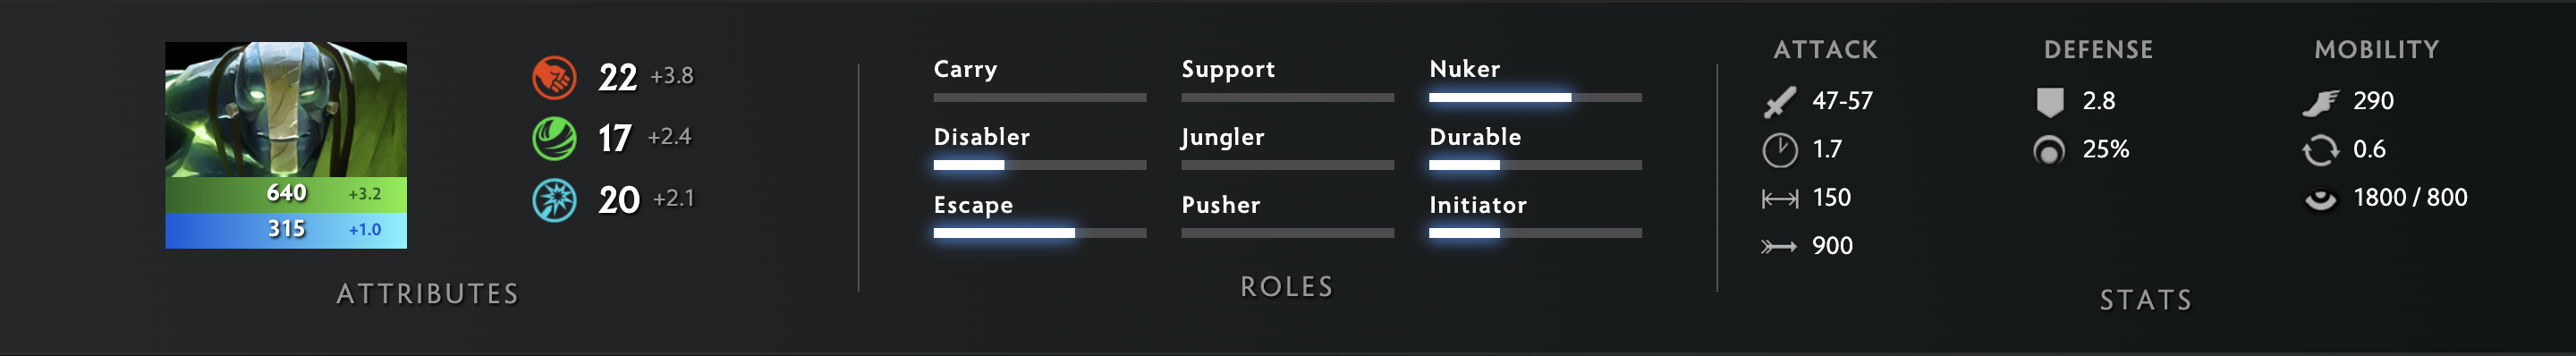 640 +3.2
315 +1.0
22 +3.8
17 +2.4
20 +2.1
ATTRIBUTES
Carry Support Nuker
Disabler Jungler Durable
Escape Pusher Initiator
ROLES
ATTACK
47-57
1.7
150
900
DEFENSE
2.8
25%
MOBILITY
290
0.6
1800 / 800
STATS